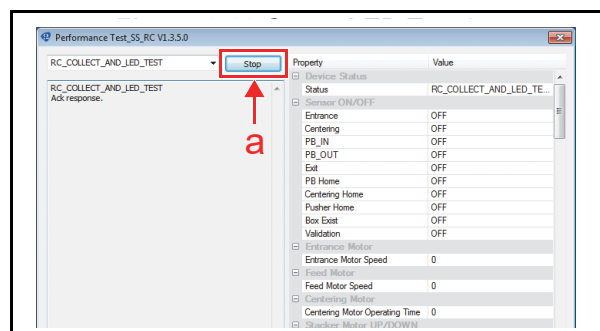 Performance Test_SS_RC V1.3.5.0
RC_COLLECT_AND_LED_TEST
Stop
RC_COLLECT_AND_LED_TEST
Ack response.
a
Property Value
Device Status
Status RC_COLLECT_AND_LED_TE...
Sensor ON/OFF
Entrance OFF
Centering OFF
PB_IN OFF
PB_OUT OFF
Exit OFF
PB Home OFF
Centering Home OFF
Pusher Home OFF
Box Exist OFF
Validation OFF
Entrance Motor
Entrance Motor Speed 0
Feed Motor
Feed Motor Speed 0
Centering Motor
Centering Motor Operating Time 0
Stacker Motor UP/DOWN